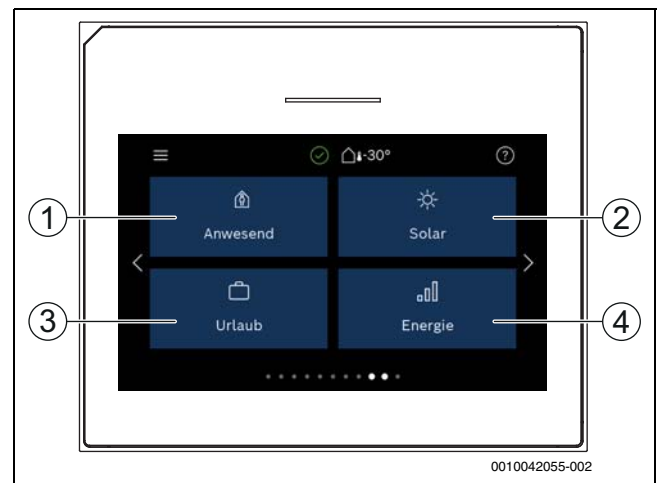 -30°
?
1
Anwesend
Solar
2
3
Urlaub
Energie
4
0010042055-002